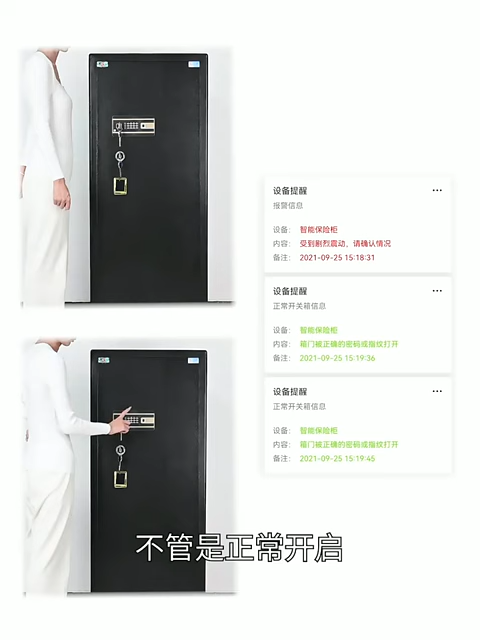 设备提醒
报警信息
设备： 智能保险柜
内容： 受到剧烈震动，请确认情况
备注： 2021-09-25 15:18:31
设备提醒
正常开关箱信息
设备： 智能保险柜
内容： 箱门被正确的密码或指纹打开
备注： 2021-09-25 15:19:36
设备提醒
正常开关箱信息
设备： 智能保险柜
内容： 箱门被正确的密码或指纹打开
备注： 2021-09-25 15:19:45
不管是正常开启